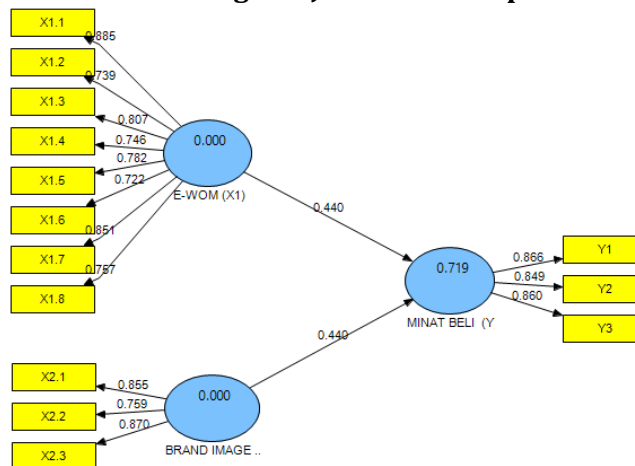 X1.1
0.885
X1.2
0.739
X1.3
0.807
X1.4
0.746
X1.5
0.782
X1.6
0.722
X1.7
0.851
X1.8
0.000
E-WOM (X1)
0.440
0.719
MINAT BELI (Y
0.866
Y1
0.849
Y2
0.860
Y3
0.440
X2.1
0.855
X2.2
0.759
X2.3
0.870
0.000
BRAND IMAGE ..